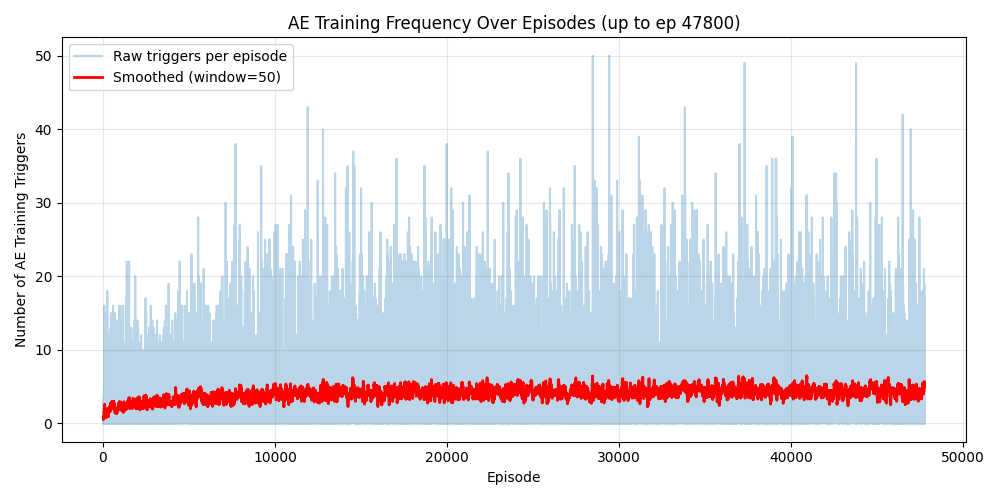 AE Training Frequency Over Episodes (up to ep 47800)
Raw triggers per episode
Smoothed (window=50)
Number of AE Training Triggers
50
40
30
20
10
0
0 10000 20000 30000 40000 50000
Episode